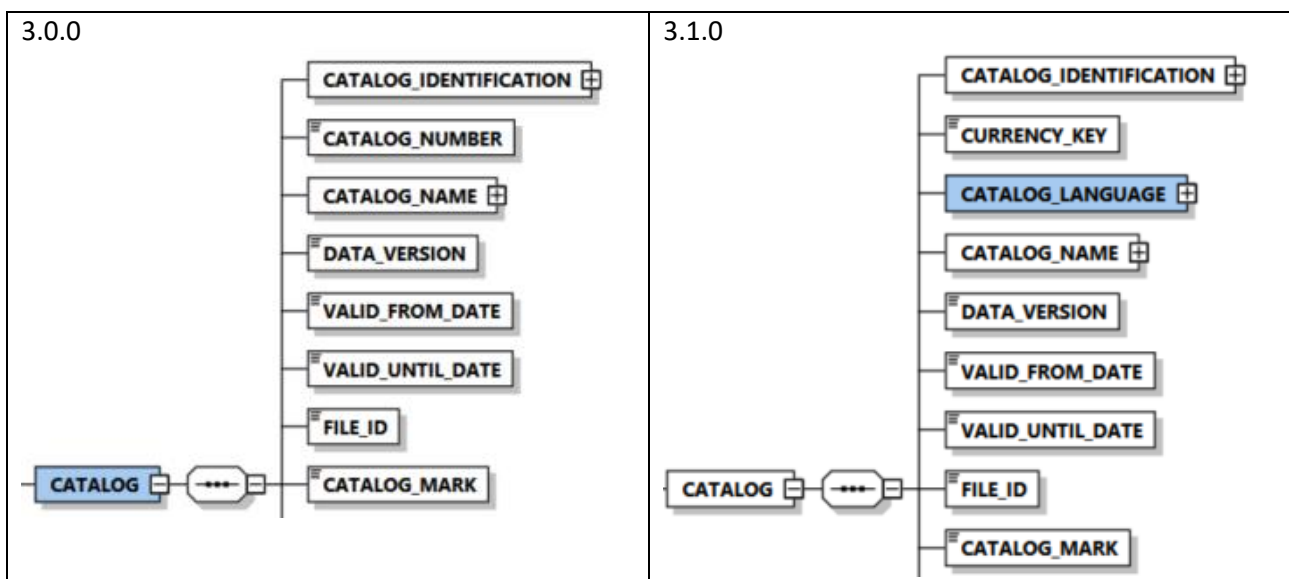 3.0.0
CATALOG_IDENTIFICATION
CATALOG_NUMBER
CATALOG_NAME
DATA_VERSION
VALID_FROM_DATE
VALID_UNTIL_DATE
FILE_ID
CATALOG
CATALOG_MARK
3.1.0
CATALOG_IDENTIFICATION
CURRENCY_KEY
CATALOG_LANGUAGE
CATALOG_NAME
DATA_VERSION
VALID_FROM_DATE
VALID_UNTIL_DATE
CATALOG
FILE_ID
CATALOG_MARK